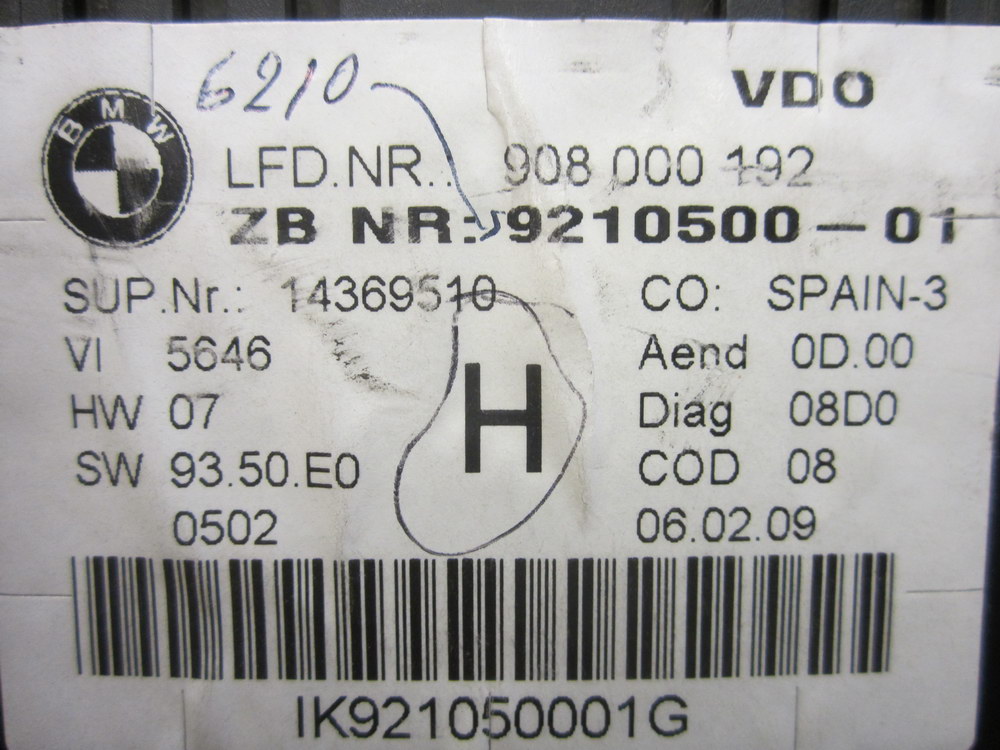 6210
VDO
BMW
LFD.NR.: 908 000 192
ZB NR: 9210500-01
SUP.Nr.: 14369510 CO: SPAIN-3
VI 5646 Aend 0D.00
HW 07 Diag 08D0
H
SW 93.50.E0 COD 08
0502 06.02.09
IK921050001G